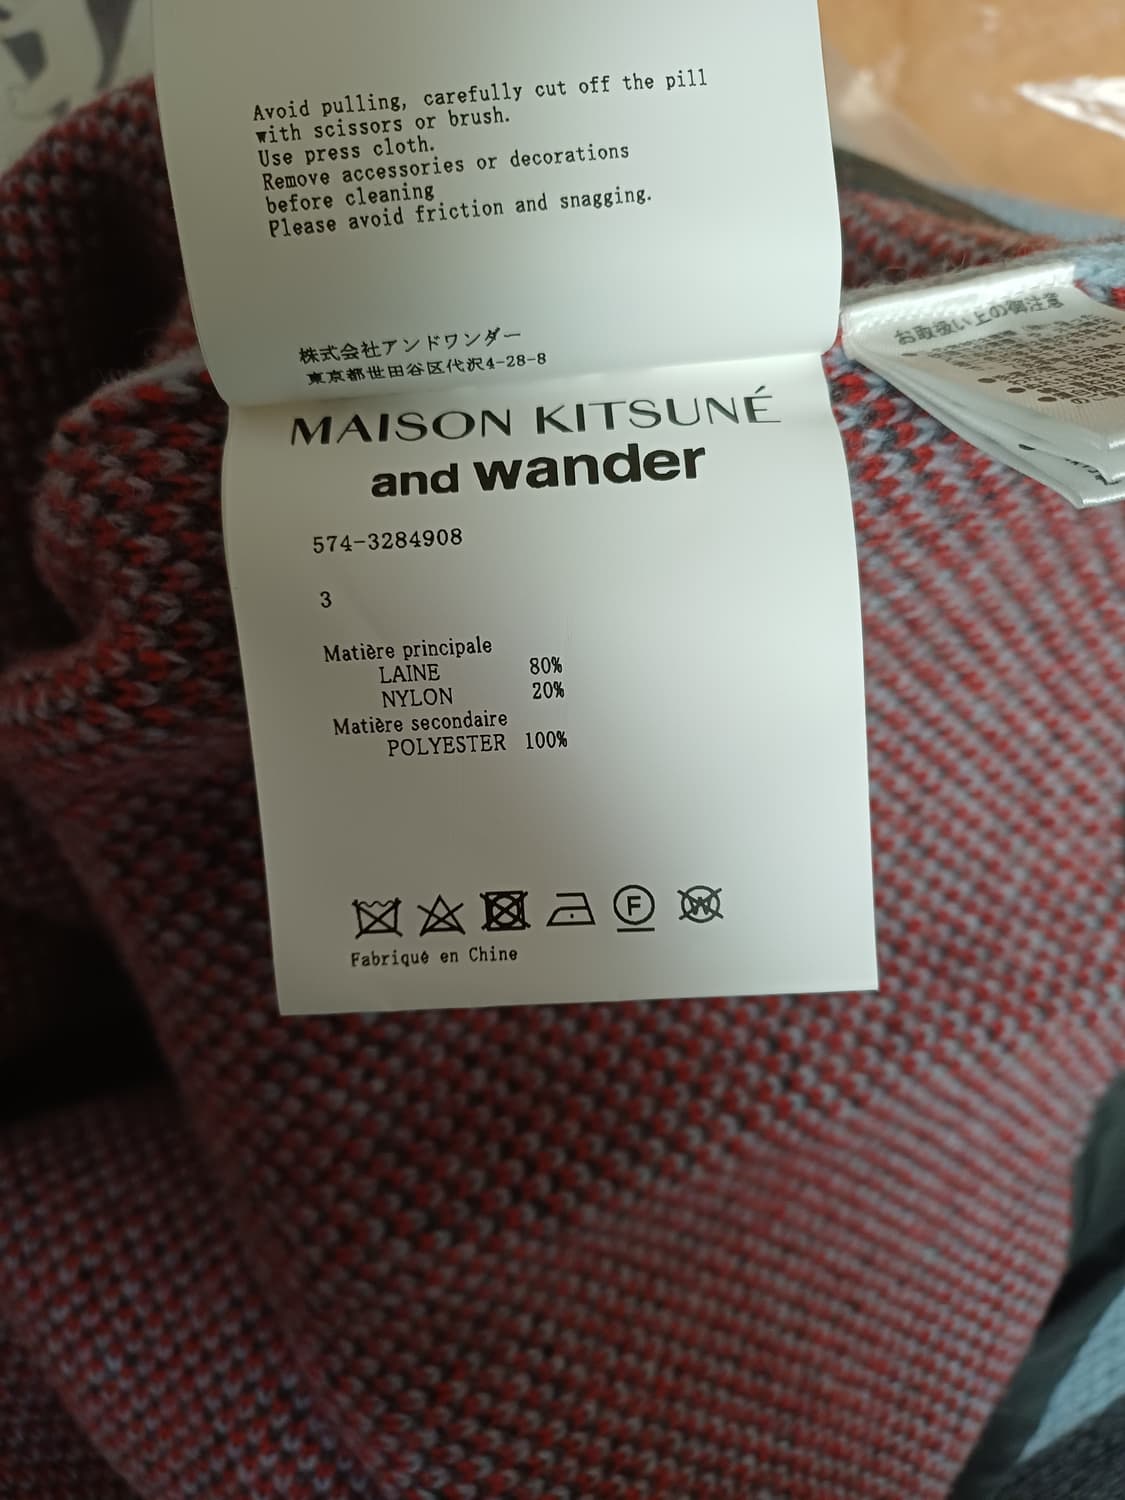 Avoid pulling, carefully cut off the pill
with scissors or brush.
Use press cloth.
Remove accessories or decorations
before cleaning
Please avoid friction and snagging.
株式会社アンドワンダー
東京都世田谷区代沢4-28-8
MAISON KITSUNÉ
and wander
574-3284908
3
Matière principale
LAINE 80%
NYLON 20%
Matière secondaire
POLYESTER 100%
F
W
Fabriqué en Chine
お取扱い上の御注意